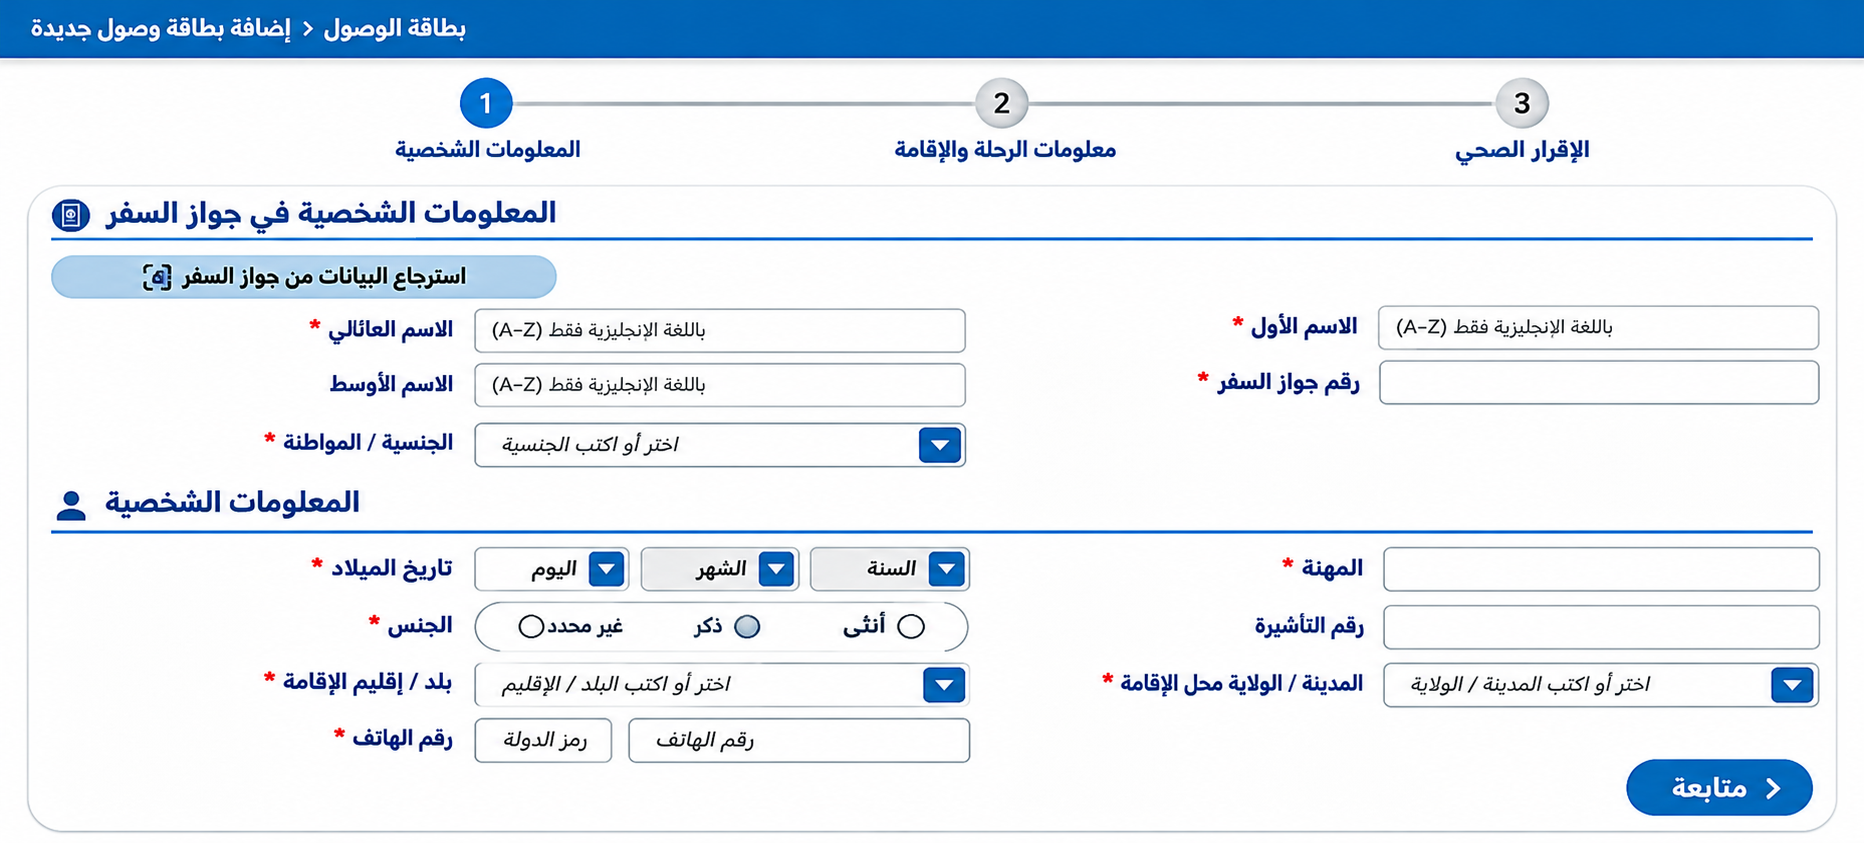 إضافة بطاقة وصول جديدة > بطاقة الوصول
1
2
3
المعلومات الشخصية
معلومات الرحلة والإقامة
الإقرار الصحي
المعلومات الشخصية في جواز السفر
استرجاع البيانات من جواز السفر
الاسم العائلي *
باللغة الإنجليزية فقط (A-Z)
الاسم الأول *
باللغة الإنجليزية فقط (A-Z)
الاسم الأوسط
باللغة الإنجليزية فقط (A-Z)
رقم جواز السفر *
الجنسية / المواطنة *
اختر أو اكتب الجنسية
المعلومات الشخصية
تاريخ الميلاد *
اليوم
الشهر
السنة
المهنة *
الجنس *
غير محدد
ذكر
أنثى
رقم التأشيرة
بلد / إقليم الإقامة *
اختر أو اكتب البلد / الإقليم
المدينة / الولاية محل الإقامة *
اختر أو اكتب المدينة / الولاية
رقم الهاتف *
رمز الدولة
رقم الهاتف
متابعة